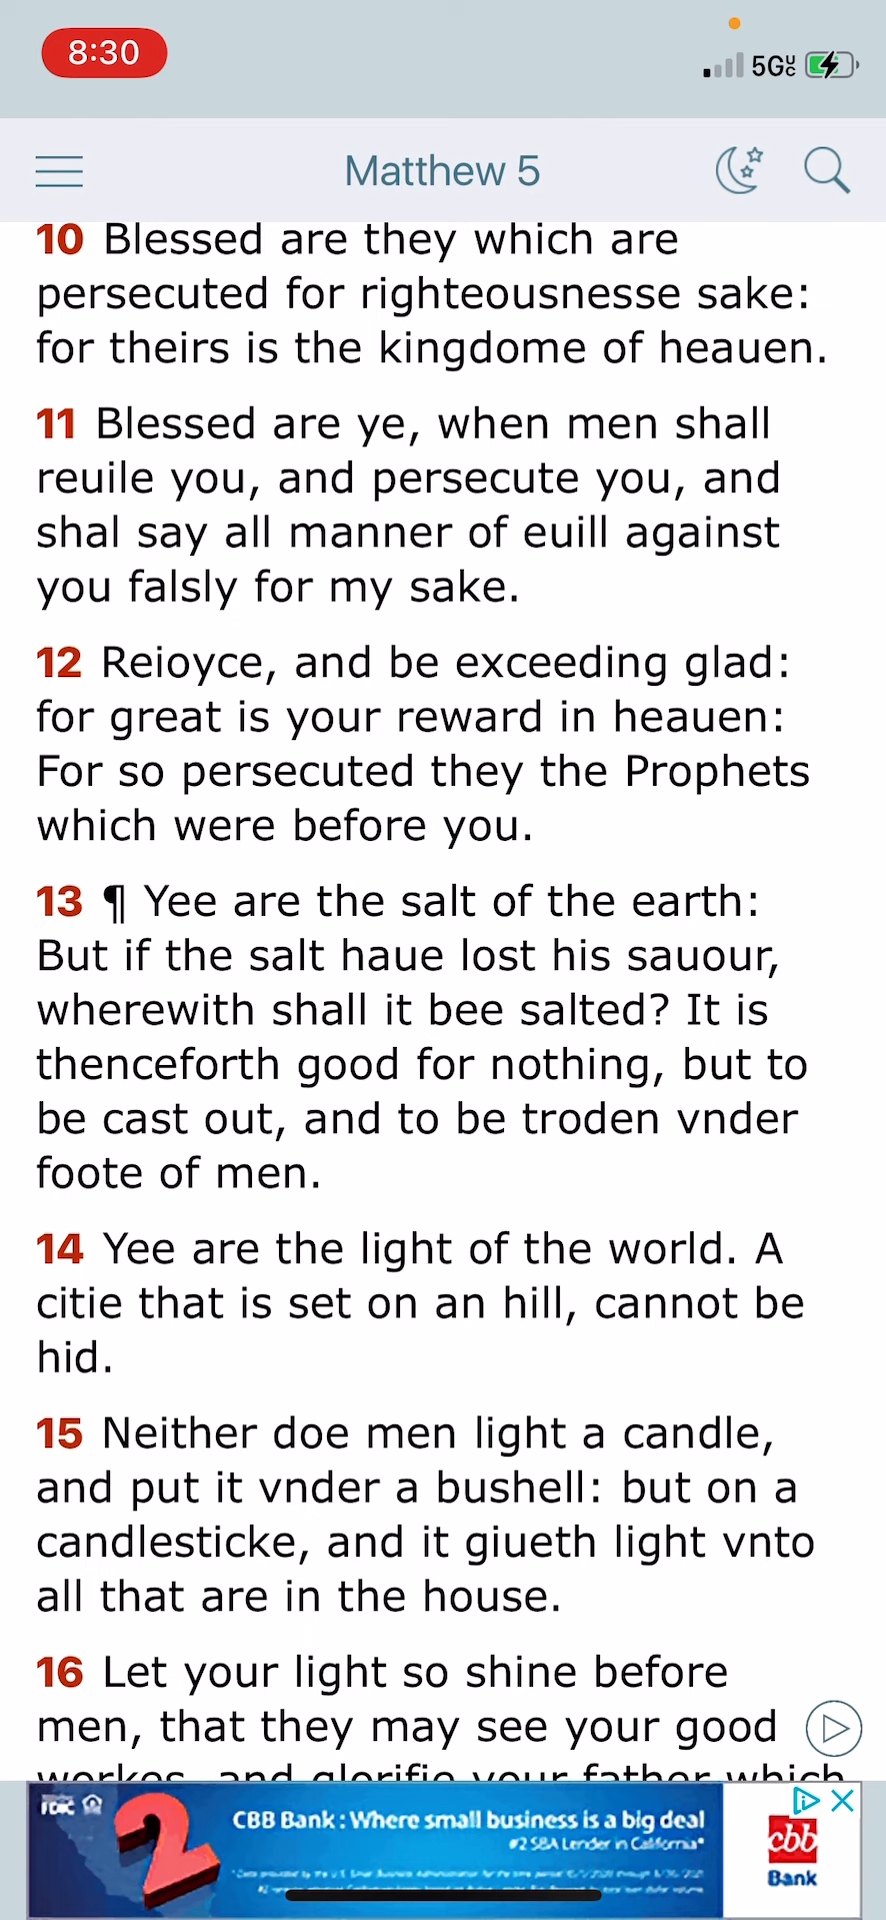 8:30
5GUC
Matthew 5
10 Blessed are they which are
persecuted for righteousnesse sake:
for theirs is the kingdome of heauen.
11 Blessed are ye, when men shall
reuile you, and persecute you, and
shal say all manner of euill against
you falsly for my sake.
12 Reioyce, and be exceeding glad:
for great is your reward in heauen:
For so persecuted they the Prophets
which were before you.
13 ¶ Yee are the salt of the earth:
But if the salt haue lost his sauour,
wherewith shall it bee salted? It is
thenceforth good for nothing, but to
be cast out, and to be troden vnder
foote of men.
14 Yee are the light of the world. A
citie that is set on an hill, cannot be
hid.
15 Neither doe men light a candle,
and put it vnder a bushell: but on a
candlesticke, and it giueth light vnto
all that are in the house.
16 Let your light so shine before
men, that they may see your good
workes, and glorifie your father which
FDIC
2
CBB Bank : Where small business is a big deal
#2 SBA Lender in California*
cbb
Bank